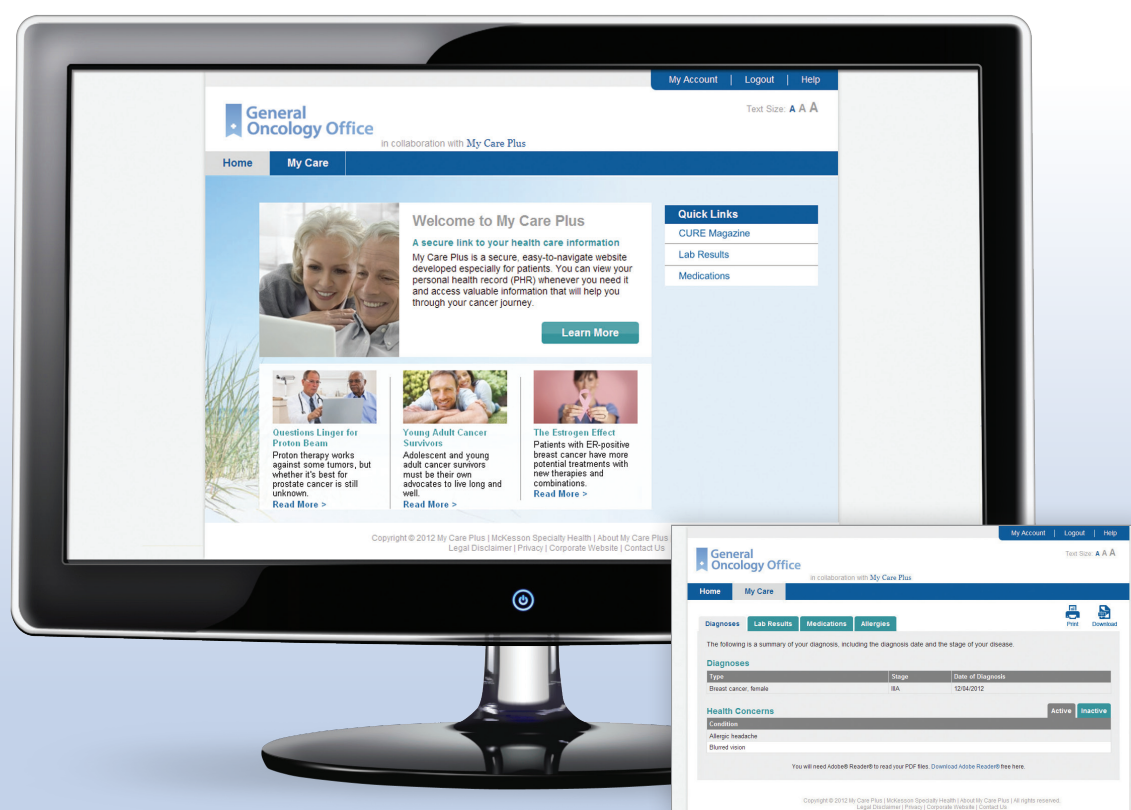 My Account | Logout | Help
Text Size: A A A
General
Oncology Office
in collaboration with My Care Plus
Home My Care
Welcome to My Care Plus
A secure link to your health care information
My Care Plus is a secure, easy-to-navigate website
developed especially for patients. You can view your
personal health record (PHR) whenever you need it
and access valuable information that will help you
through your cancer journey.
Learn More
Quick Links
CURE Magazine
Lab Results
Medications
Questions Linger for
Proton Beam
Proton therapy works
against some tumors, but
whether it's best for
prostate cancer is still
unknown.
Read More >
Young Adult Cancer
Survivors
Adolescent and young
adult cancer survivors
must be their own
advocates to live long and
well.
Read More >
The Estrogen Effect
Patients with ER-positive
breast cancer have more
potential treatments with
new therapies and
combinations.
Read More >
Copyright © 2012 My Care Plus | McKesson Specialty Health | About My Care Plus
Legal Disclaimer | Privacy | Corporate Website | Contact Us
My Account | Logout | Help
Text Size: A A A
General
Oncology Office
in collaboration with My Care Plus
Home My Care
Print Download
Diagnoses Lab Results Medications Allergies
The following is a summary of your diagnosis, including the diagnosis date and the stage of your disease.
Diagnoses
Type Stage Date of Diagnosis
Breast cancer, female IIIA 12/04/2012
Health Concerns
Active Inactive
Condition
Allergic headache
Blurred vision
You will need Adobe® Reader® to read your PDF files. Download Adobe Reader® free here.
Copyright © 2012 My Care Plus | McKesson Specialty Health | About My Care Plus | All rights reserved.
Legal Disclaimer | Privacy | Corporate Website | Contact Us